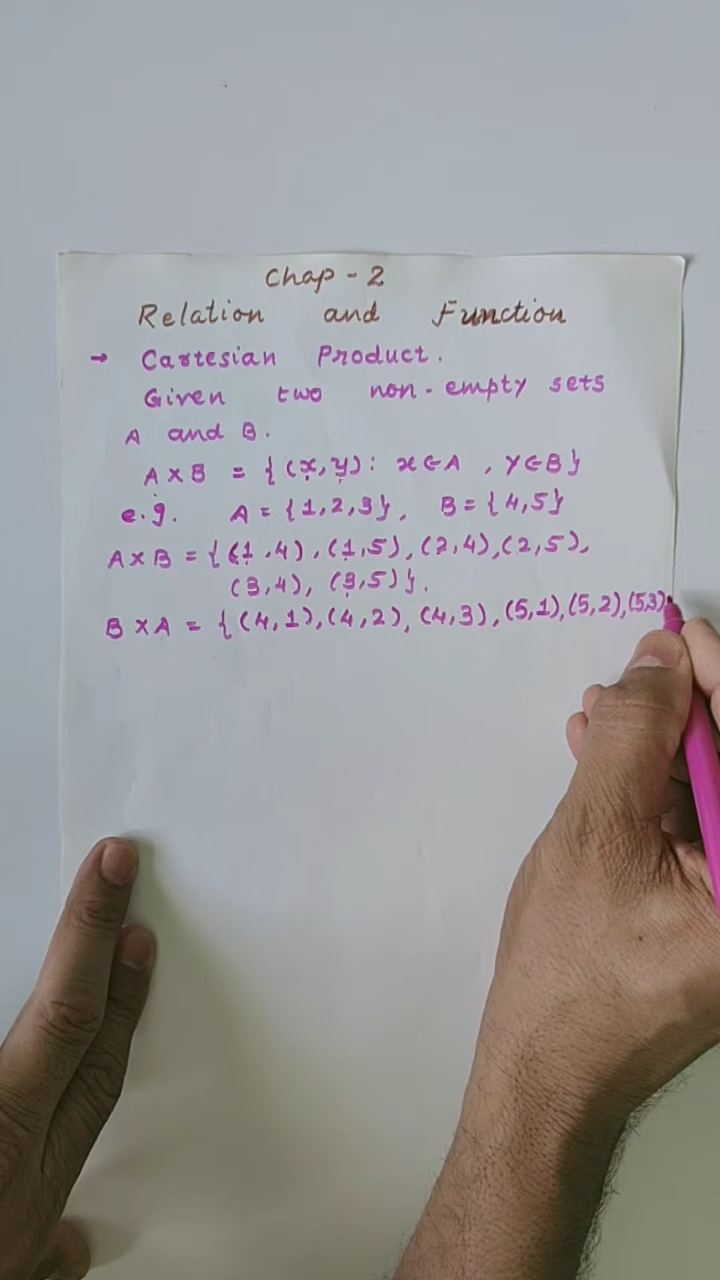 Chap - 2
Relation and Function
→ Cartesian Product.
Given two non-empty sets
A and B.
A X B = { (x, y) : x ∈ A , Y ∈ B}
e.g. A = {1,2,3}, B = {4,5}
A X B = { (1,4), (1,5), (2,4), (2,5),
(3,4), (3,5)}.
B X A = { (4,1), (4,2), (4,3), (5,1), (5,2), (5,3)